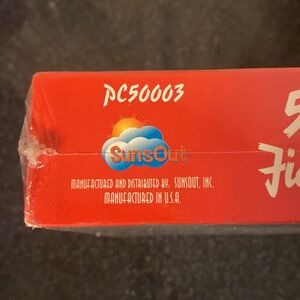 PC50003
SunsOut
MANUFACTURED AND DISTRIBUTED BY: SUNSOUT, INC.
MANUFACTURED IN U.S.A.